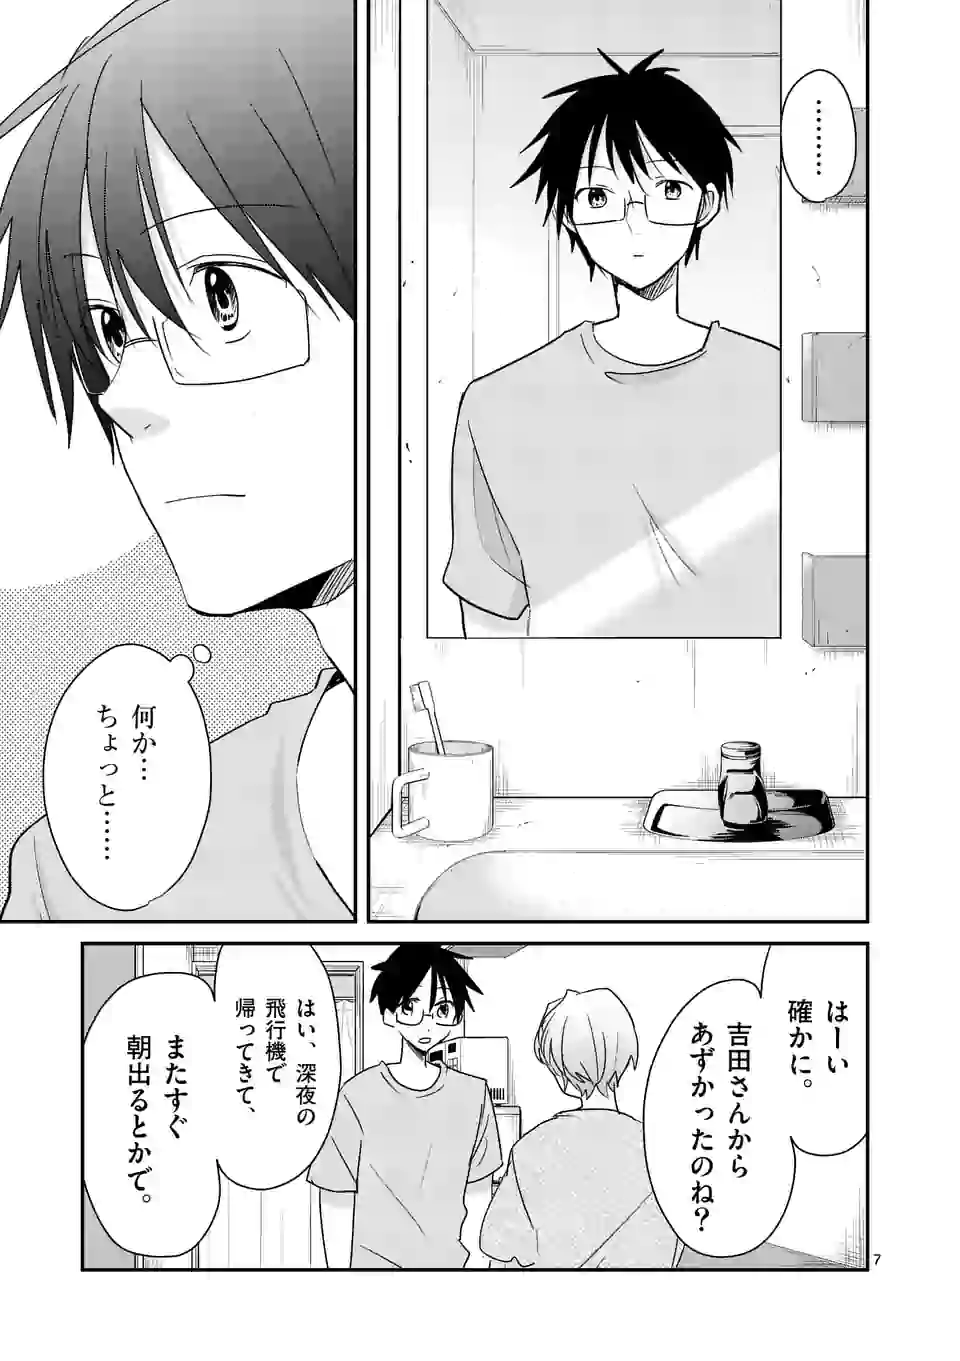 ………
何か…
ちょっと……
はーい
確かに。
吉田さんから
あずかったのね？
はい、深夜の
飛行機で
帰ってきて、
またすぐ
朝出るとかで。
7